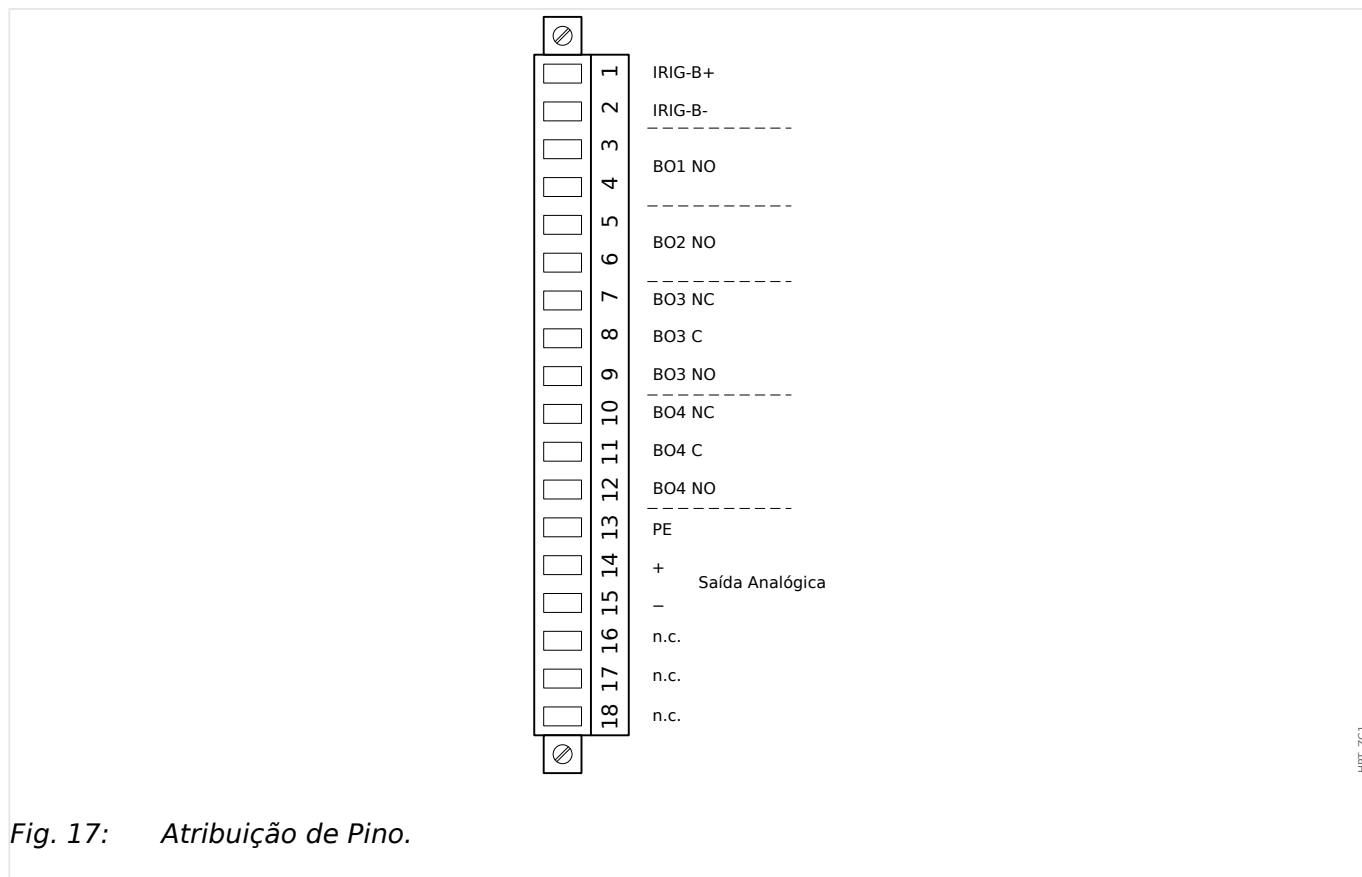 1 IRIG-B+
2 IRIG-B-
3
BO1 NO
4
5
BO2 NO
6
7 BO3 NC
8 BO3 C
9 BO3 NO
10 BO4 NC
11 BO4 C
12 BO4 NO
13 PE
14 +
Saída Analógica
15 −
16 n.c.
17 n.c.
18 n.c.
Fig. 17: Atribuição de Pino.